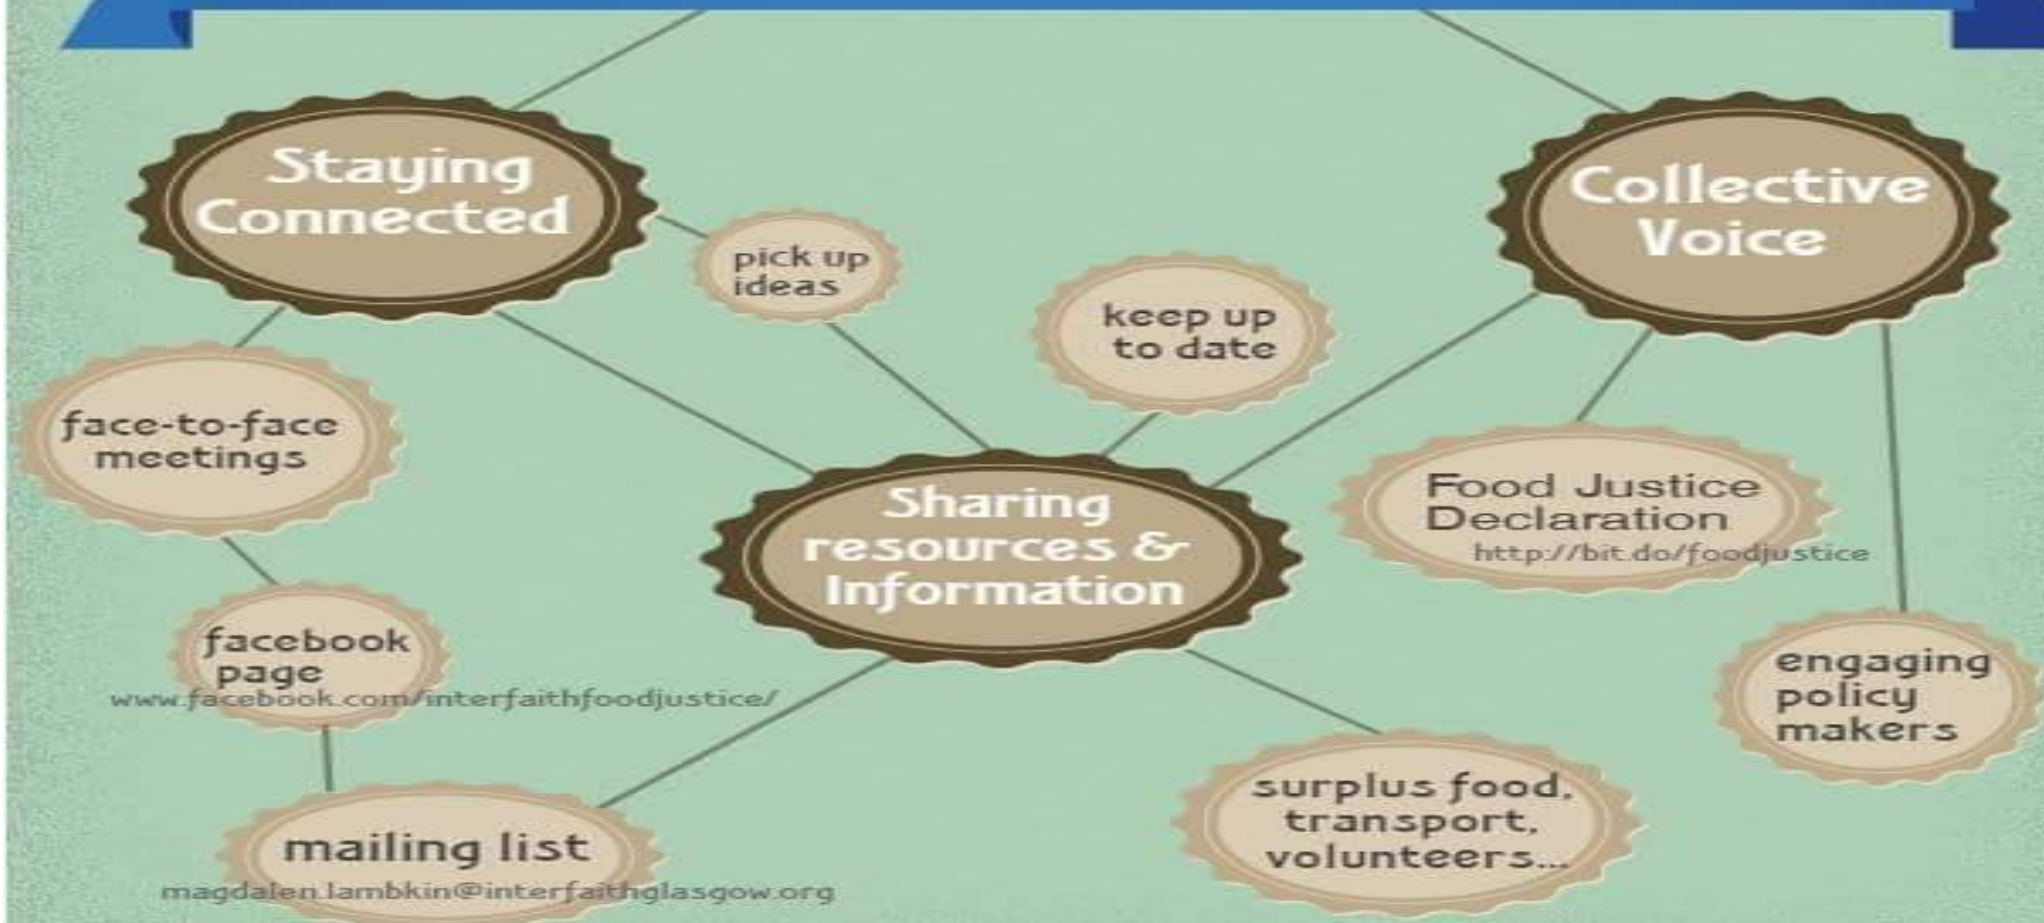 Staying
Connected
Collective
Voice
pick up
ideas
keep up
to date
face-to-face
meetings
Sharing
resources &
Information
Food Justice
Declaration
http://bit.do/foodjustice
facebook
page
www.facebook.com/interfaithfoodjustice/
engaging
policy
makers
surplus food,
transport,
volunteers...
mailing list
magdalen.lambkin@interfaithglasgow.org